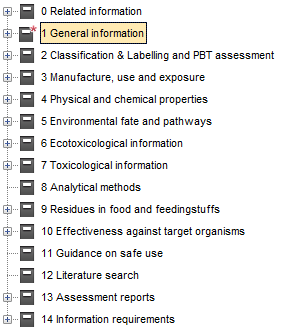 0 Related information
1 General information
2 Classification & Labelling and PBT assessment
3 Manufacture, use and exposure
4 Physical and chemical properties
5 Environmental fate and pathways
6 Ecotoxicological information
7 Toxicological information
8 Analytical methods
9 Residues in food and feedingstuffs
10 Effectiveness against target organisms
11 Guidance on safe use
12 Literature search
13 Assessment reports
14 Information requirements